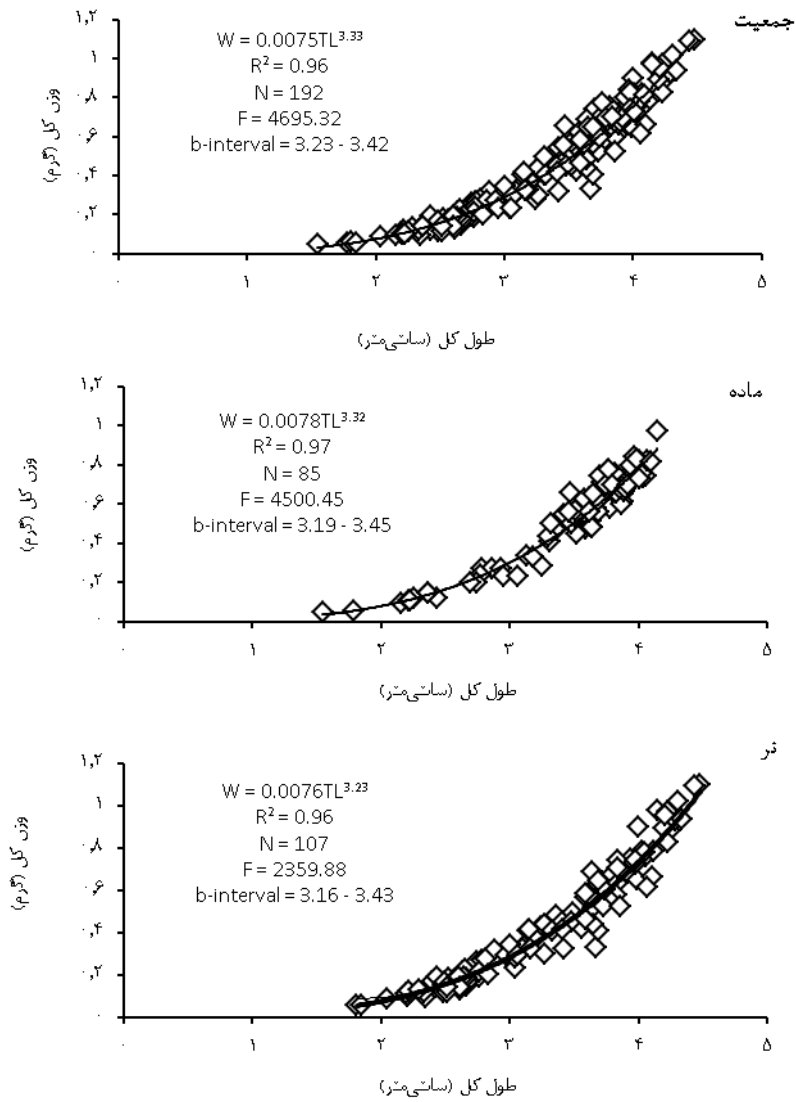 جمعیت
W = 0.0075TL^3.33
R² = 0.96
N = 192
F = 4695.32
b-interval = 3.23 - 3.42
وزن کل (گرم)
۱,۲
۱
۰,۸
۰,۶
۰,۴
۰,۲
۰
۰ ۱ ۲ ۳ ۴ ۵
طول کل (سانتی‌متر)
ماده
W = 0.0078TL^3.32
R² = 0.97
N = 85
F = 4500.45
b-interval = 3.19 - 3.45
وزن کل (گرم)
۱,۲
۱
۰,۸
۰,۶
۰,۴
۰,۲
۰
۰ ۱ ۲ ۳ ۴ ۵
طول کل (سانتی‌متر)
نر
W = 0.0076TL^3.23
R² = 0.96
N = 107
F = 2359.88
b-interval = 3.16 - 3.43
وزن کل (گرم)
۱,۲
۱
۰,۸
۰,۶
۰,۴
۰,۲
۰
۰ ۱ ۲ ۳ ۴ ۵
طول کل (سانتی‌متر)